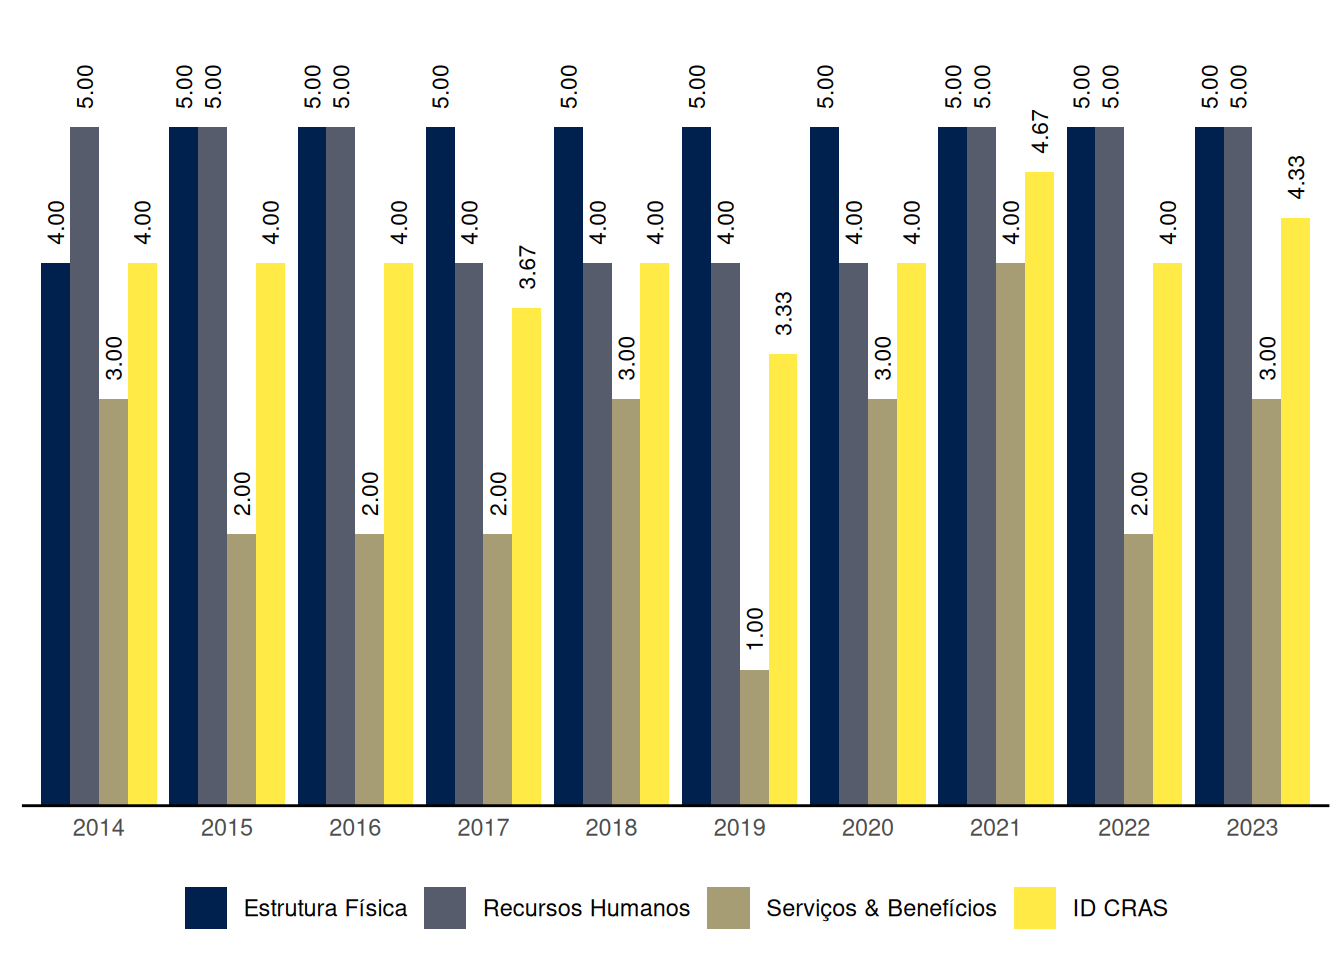 4.00 5.00 3.00 4.00
5.00 5.00 2.00 4.00
5.00 5.00 2.00 4.00
5.00 4.00 2.00 3.67
5.00 4.00 3.00 4.00
5.00 4.00 1.00 3.33
5.00 4.00 3.00 4.00
5.00 5.00 4.00 4.67
5.00 5.00 2.00 4.00
5.00 5.00 3.00 4.33
2014 2015 2016 2017 2018 2019 2020 2021 2022 2023
Estrutura Física Recursos Humanos Serviços & Benefícios ID CRAS